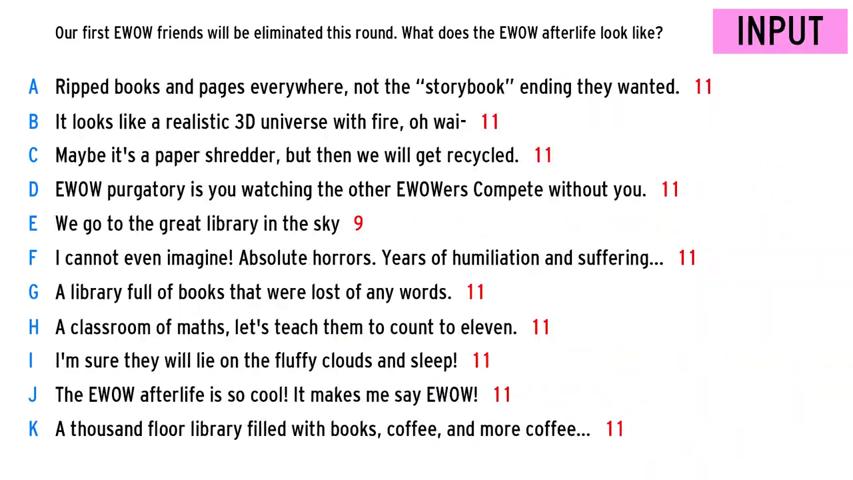 Our first EWOW friends will be eliminated this round. What does the EWOW afterlife look like?
INPUT
A Ripped books and pages everywhere, not the “storybook” ending they wanted. 11
B It looks like a realistic 3D universe with fire, oh wai- 11
C Maybe it's a paper shredder, but then we will get recycled. 11
D EWOW purgatory is you watching the other EWOWers Compete without you. 11
E We go to the great library in the sky 9
F I cannot even imagine! Absolute horrors. Years of humiliation and suffering... 11
G A library full of books that were lost of any words. 11
H A classroom of maths, let's teach them to count to eleven. 11
I I'm sure they will lie on the fluffy clouds and sleep! 11
J The EWOW afterlife is so cool! It makes me say EWOW! 11
K A thousand floor library filled with books, coffee, and more coffee... 11